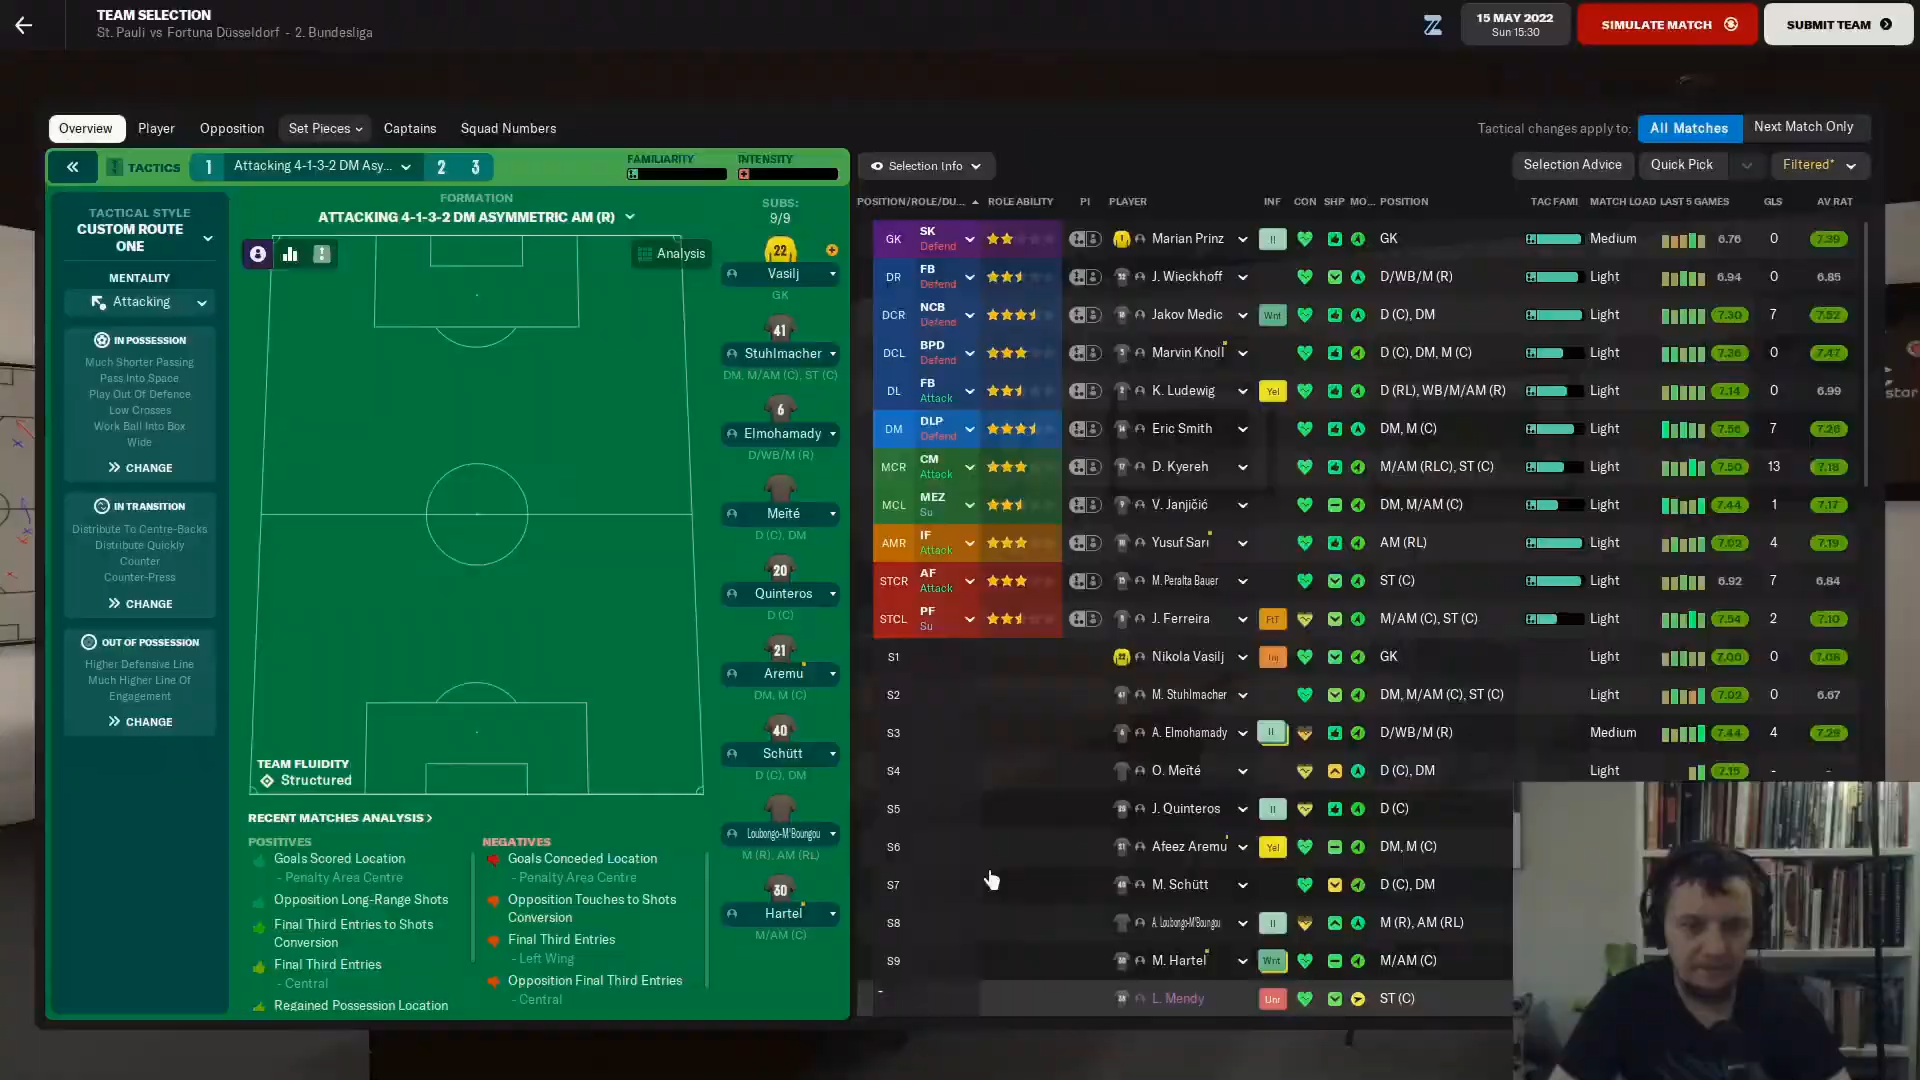 TEAM SELECTION
St. Pauli vs Fortuna Düsseldorf - 2. Bundesliga
15 MAY 2022
Sun 15:30
SIMULATE MATCH
SUBMIT TEAM
Overview Player Opposition Set Pieces Captains Squad Numbers
Tactical changes apply to: All Matches Next Match Only
TACTICS 1 Attacking 4-1-3-2 DM Asy... 2 3
FAMILIARITY INTENSITY
Selection Info
Selection Advice Quick Pick Filtered*
TACTICAL STYLE
CUSTOM ROUTE
ONE
MENTALITY
Attacking
IN POSSESSION
Much Shorter Passing
Pass Into Space
Play Out Of Defence
Low Crosses
Work Ball Into Box
Wide
CHANGE
IN TRANSITION
Distribute To Centre-Backs
Distribute Quickly
Counter
Counter-Press
CHANGE
OUT OF POSSESSION
Higher Defensive Line
Much Higher Line Of
Engagement
CHANGE
FORMATION
ATTACKING 4-1-3-2 DM ASYMMETRIC AM (R)
Analysis
TEAM FLUIDITY
Structured
RECENT MATCHES ANALYSIS >
POSITIVES
Goals Scored Location
- Penalty Area Centre
Opposition Long-Range Shots
Final Third Entries to Shots
Conversion
Final Third Entries
- Central
Regained Possession Location
NEGATIVES
Goals Conceded Location
- Penalty Area Centre
Opposition Touches to Shots
Conversion
Final Third Entries
- Left Wing
Opposition Final Third Entries
- Central
SUBS:
9/9
22
Vasilj
GK
41
Stuhlmacher
DM, M/AM (C), ST (C)
6
Elmohamady
D/WB/M (R)
Meïté
D (C), DM
20
Quinteros
D (C)
21
Aremu
DM, M (C)
40
Schütt
D (C), DM
Loubongo-M'Boungou
M (R), AM (RL)
30
Hartel
M/AM (C)
POSITION/ROLE/DU... ROLE ABILITY PI PLAYER INF CON SHP MO... POSITION TAC FAMI MATCH LOAD LAST 5 GAMES GLS AV RAT
GK SK Defend Marian Prinz II GK Medium 6.76 0 7.39
DR FB Defend J. Wieckhoff D/WB/M (R) Light 6.94 0 6.85
DCR NCB Defend Jakov Medic Wnt D (C), DM Light 7.30 7 7.52
DCL BPD Defend Marvin Knoll D (C), DM, M (C) Light 7.36 0 7.47
DL FB Attack K. Ludewig Yel D (RL), WB/M/AM (R) Light 7.14 0 6.99
DM DLP Defend Eric Smith DM, M (C) Light 7.56 7 7.26
MCR CM Attack D. Kyereh M/AM (RLC), ST (C) Light 7.50 13 7.18
MCL MEZ Su V. Janjičić DM, M/AM (C) Light 7.44 1 7.17
AMR IF Attack Yusuf Sarı AM (RL) Light 7.02 4 7.19
STCR AF Attack M. Peralta Bauer ST (C) Light 6.92 7 6.84
STCL PF Su J. Ferreira FtT M/AM (C), ST (C) Light 7.54 2 7.10
S1 Nikola Vasilj Inj GK Light 7.00 0 7.08
S2 M. Stuhlmacher DM, M/AM (C), ST (C) Light 7.02 0 6.67
S3 A. Elmohamady II D/WB/M (R) Medium 7.44 4 7.29
S4 O. Meïté D (C), DM Light 7.15 - -
S5 J. Quinteros II D (C)
S6 Afeez Aremu Yel DM, M (C)
S7 M. Schütt D (C), DM
S8 A. Loubongo-M'Boungou II M (R), AM (RL)
S9 M. Hartel Wnt M/AM (C)
- L. Mendy Unr ST (C)
star